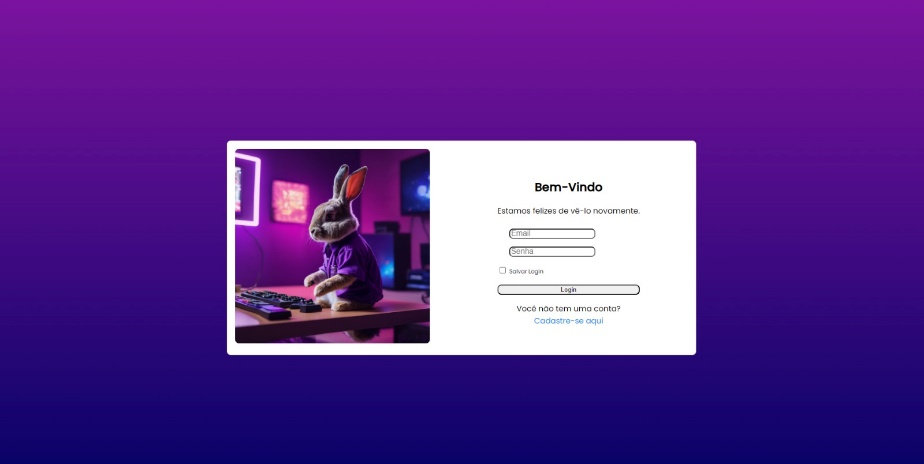 Bem-Vindo
Estamos felizes de vê-lo novamente.
Email
Senha
Salvar Login
Login
Você não tem uma conta?
Cadastre-se aqui